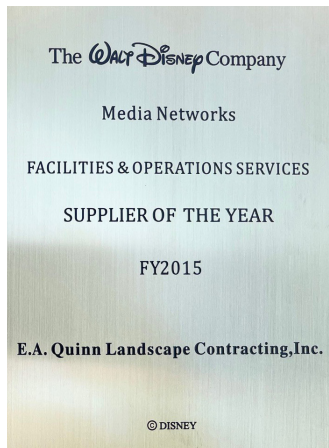 The WALT DISNEY Company
Media Networks
FACILITIES & OPERATIONS SERVICES
SUPPLIER OF THE YEAR
FY2015
E.A. Quinn Landscape Contracting,Inc.
© DISNEY